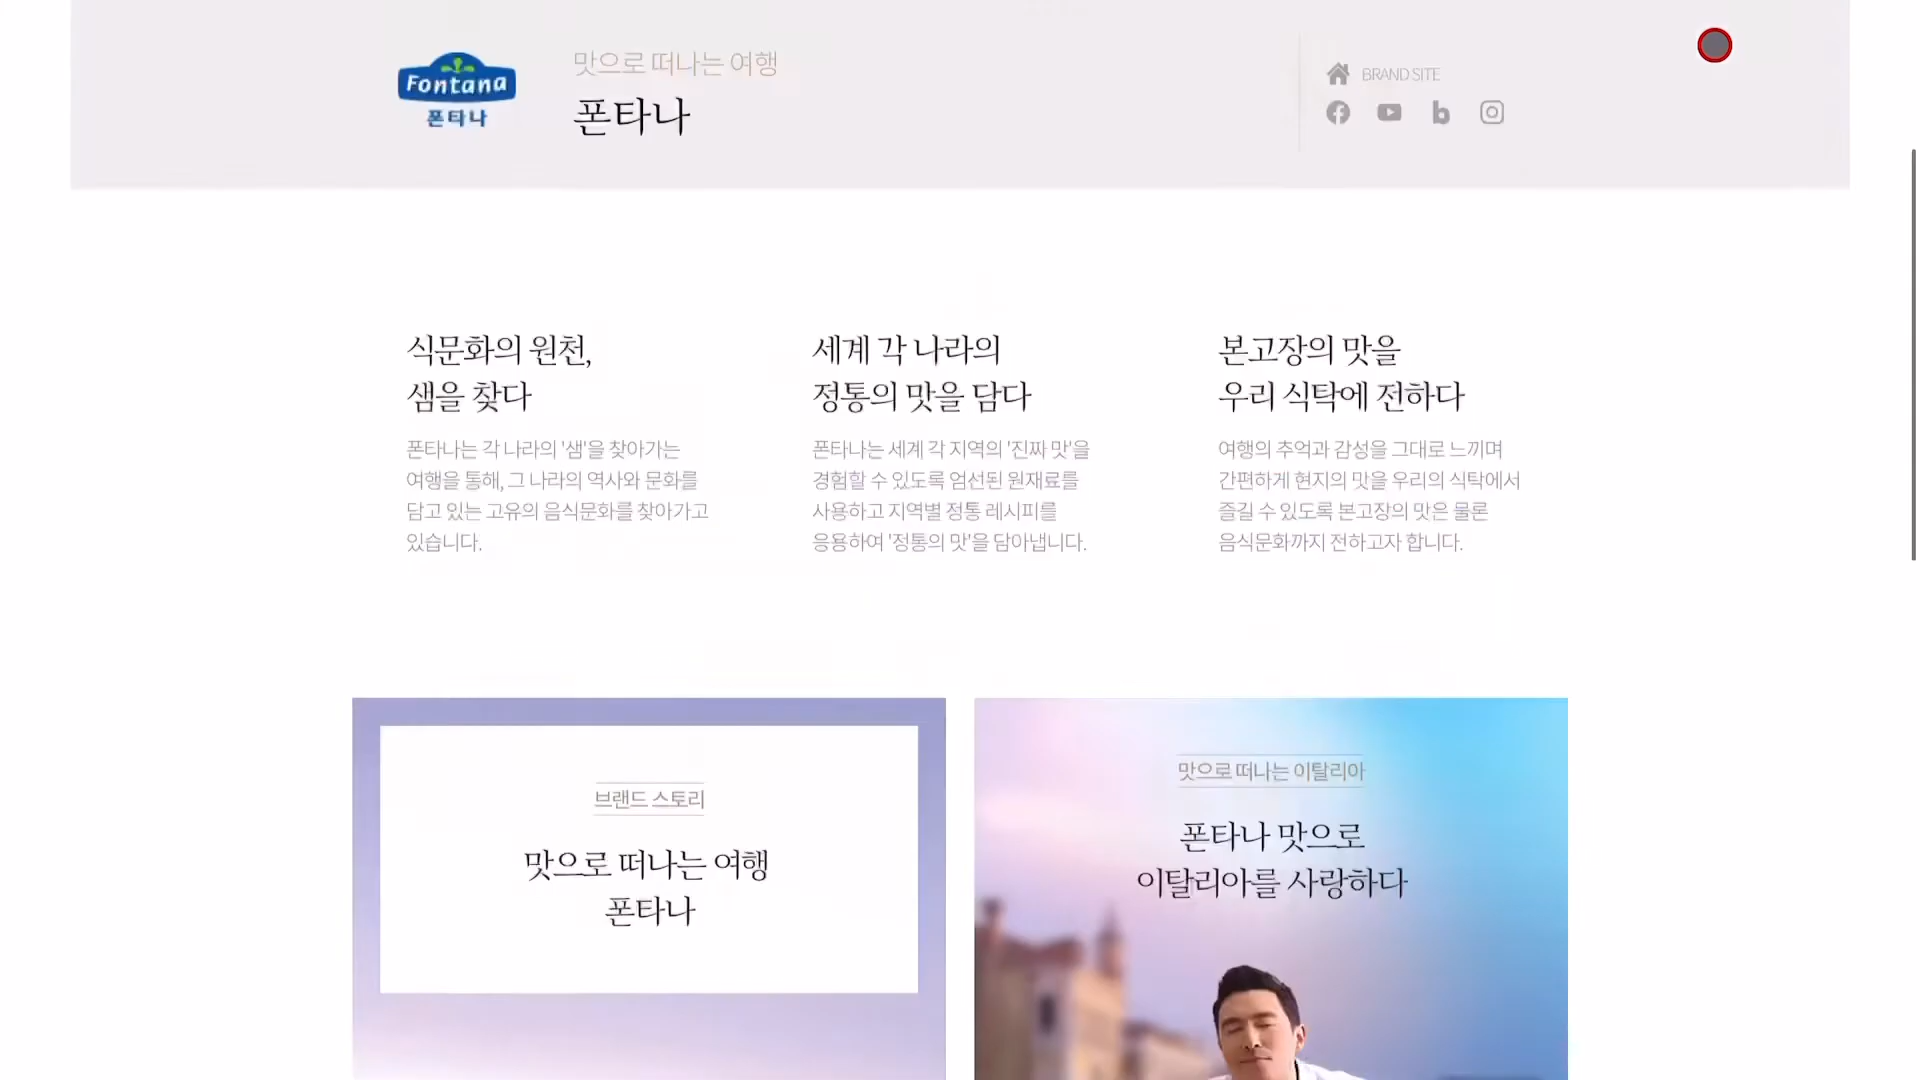 Fontana
폰타나
맛으로 떠나는 여행
폰타나
BRAND SITE
식문화의 원천,
샘을 찾다
폰타나는 각 나라의 '샘'을 찾아가는
여행을 통해, 그 나라의 역사와 문화를
담고 있는 고유의 음식문화를 찾아가고
있습니다.
세계 각 나라의
정통의 맛을 담다
폰타나는 세계 각 지역의 '진짜 맛'을
경험할 수 있도록 엄선된 원재료를
사용하고 지역별 정통 레시피를
응용하여 '정통의 맛'을 담아냅니다.
본고장의 맛을
우리 식탁에 전하다
여행의 추억과 감성을 그대로 느끼며
간편하게 현지의 맛을 우리의 식탁에서
즐길 수 있도록 본고장의 맛은 물론
음식문화까지 전하고자 합니다.
브랜드 스토리
맛으로 떠나는 여행
폰타나
맛으로 떠나는 이탈리아
폰타나 맛으로
이탈리아를 사랑하다